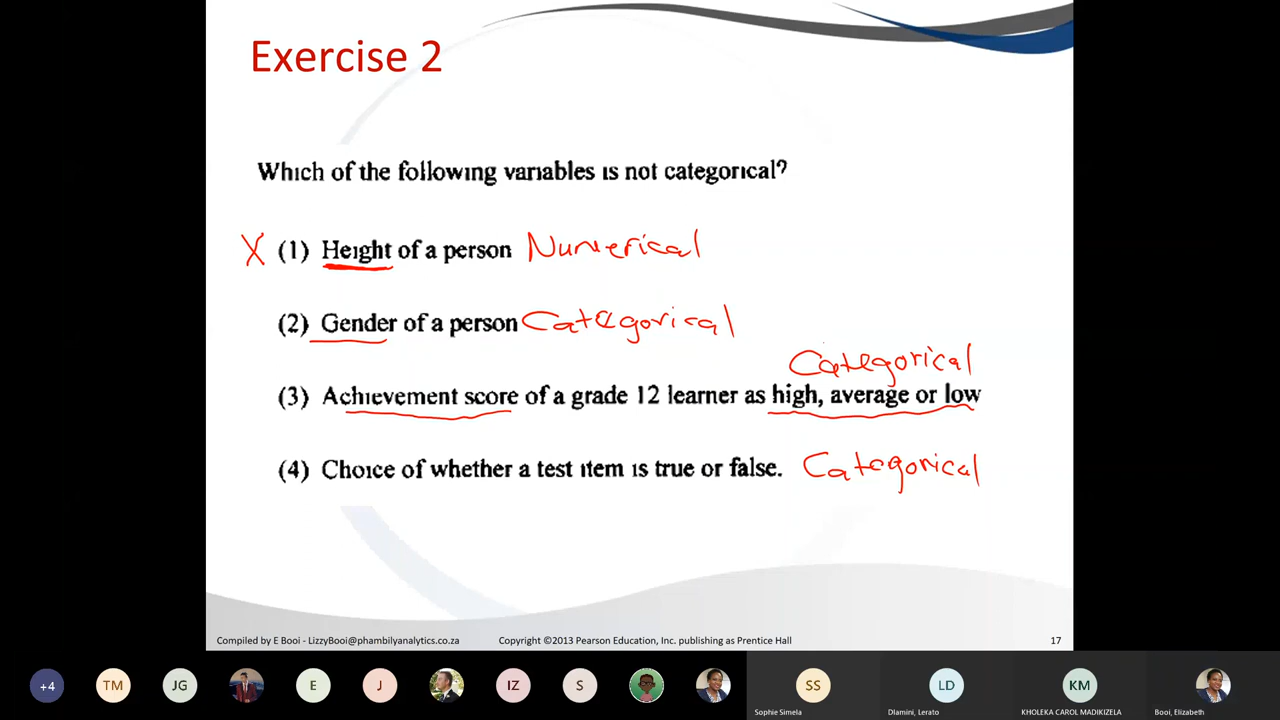 Exercise 2
Which of the following variables is not categorical?
X (1) Height of a person Numerical
(2) Gender of a person Categorical
Categorical
(3) Achievement score of a grade 12 learner as high, average or low
(4) Choice of whether a test item is true or false. Categorical
Compiled by E Booi - LizzyBooi@phambilyanalytics.co.za Copyright ©2013 Pearson Education, Inc. publishing as Prentice Hall 17
+4 TM JG E J IZ S SS LD KM
Sophie Simela Dlamini, Lerato KHOLEKA CAROL MADIKIZELA Booi, Elizabeth